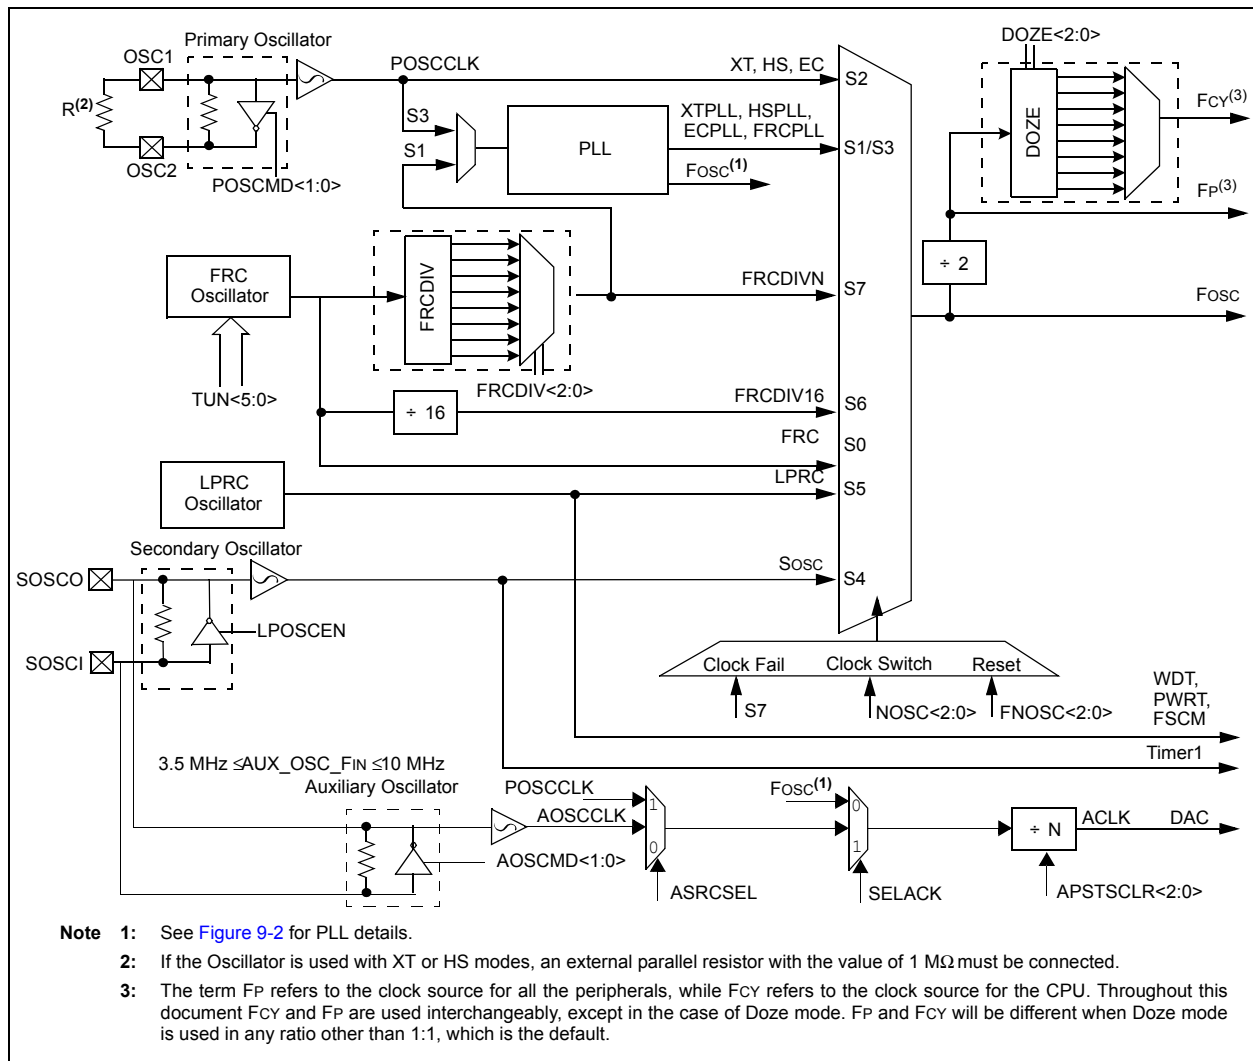 DOZE<2:0>
Primary Oscillator
OSC1
POSCCLK
XT, HS, EC
S2
R(2)
FCY(3)
S3
XTPLL, HSPLL,
ECPLL, FRCPLL
PLL
S1/S3
DOZE
S1
OSC2
FOSC(1)
POSCMD<1:0>
FP(3)
÷ 2
FRC
Oscillator
FRCDIV
FRCDIVN
S7
FOSC
TUN<5:0>
FRCDIV<2:0>
FRCDIV16
S6
÷ 16
FRC
S0
LPRC
Oscillator
LPRC
S5
Secondary Oscillator
SOSCO
SOSC
S4
LPOSCEN
SOSCI
Clock Fail
Clock Switch
Reset
S7
NOSC<2:0>
FNOSC<2:0>
WDT,
PWRT,
FSCM
Timer1
3.5 MHz ≤AUX_OSC_FIN ≤10 MHz
Auxiliary Oscillator
POSCCLK
FOSC(1)
1
0
AOSCCLK
÷ N
ACLK
DAC
0
1
AOSCMD<1:0>
ASRCSEL
SELACK
APSTSCLR<2:0>
Note 1: See Figure 9-2 for PLL details.
2: If the Oscillator is used with XT or HS modes, an external parallel resistor with the value of 1 MΩ must be connected.
3: The term FP refers to the clock source for all the peripherals, while FCY refers to the clock source for the CPU. Throughout this
document FCY and FP are used interchangeably, except in the case of Doze mode. FP and FCY will be different when Doze mode
is used in any ratio other than 1:1, which is the default.